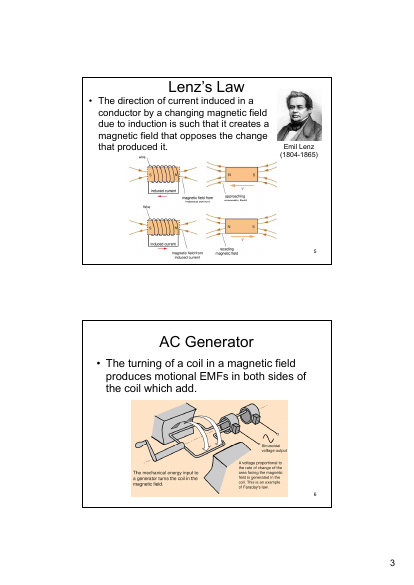 Lenz's Law
• The direction of current induced in a
conductor by a changing magnetic field
due to induction is such that it creates a
magnetic field that opposes the change
that produced it.
Emil Lenz
(1804-1865)
induced current
magnetic field from
induced current
approaching
magnetic field
N
S
V
induced current
magnetic field from
induced current
receding
magnetic field
V
5
AC Generator
• The turning of a coil in a magnetic field
produces motional EMFs in both sides of
the coil which add.
Sinusoidal
voltage output
The mechanical energy input to
a generator turns the coil in the
magnetic field.
A voltage proportional to
the rate of change of the
area facing the magnetic
field is generated in the
coil. This is an example
of Faraday's law.
6
3